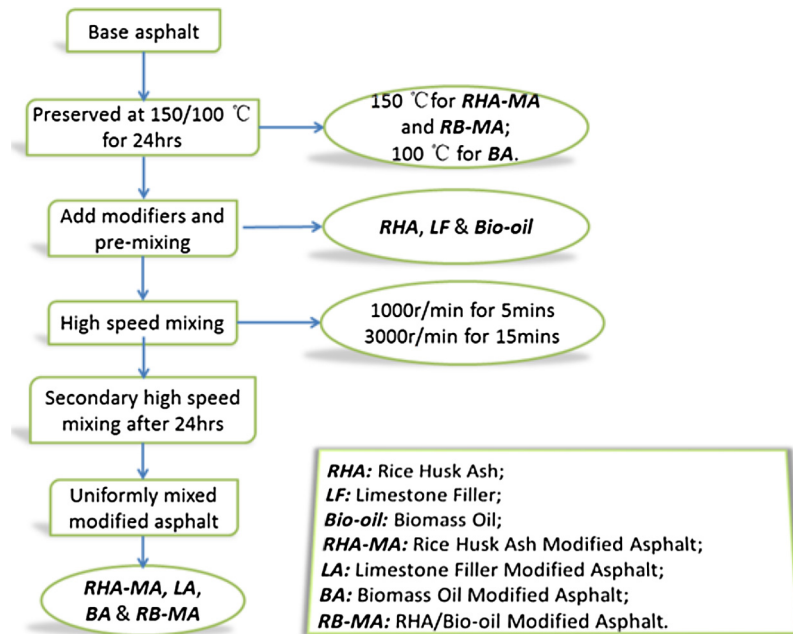 Base asphalt
Preserved at 150/100 ℃
for 24hrs
150 ℃for RHA-MA
and RB-MA;
100 ℃ for BA.
Add modifiers and
pre-mixing
RHA, LF & Bio-oil
High speed mixing
1000r/min for 5mins
3000r/min for 15mins
Secondary high speed
mixing after 24hrs
Uniformly mixed
modified asphalt
RHA-MA, LA,
BA & RB-MA
RHA: Rice Husk Ash;
LF: Limestone Filler;
Bio-oil: Biomass Oil;
RHA-MA: Rice Husk Ash Modified Asphalt;
LA: Limestone Filler Modified Asphalt;
BA: Biomass Oil Modified Asphalt;
RB-MA: RHA/Bio-oil Modified Asphalt.